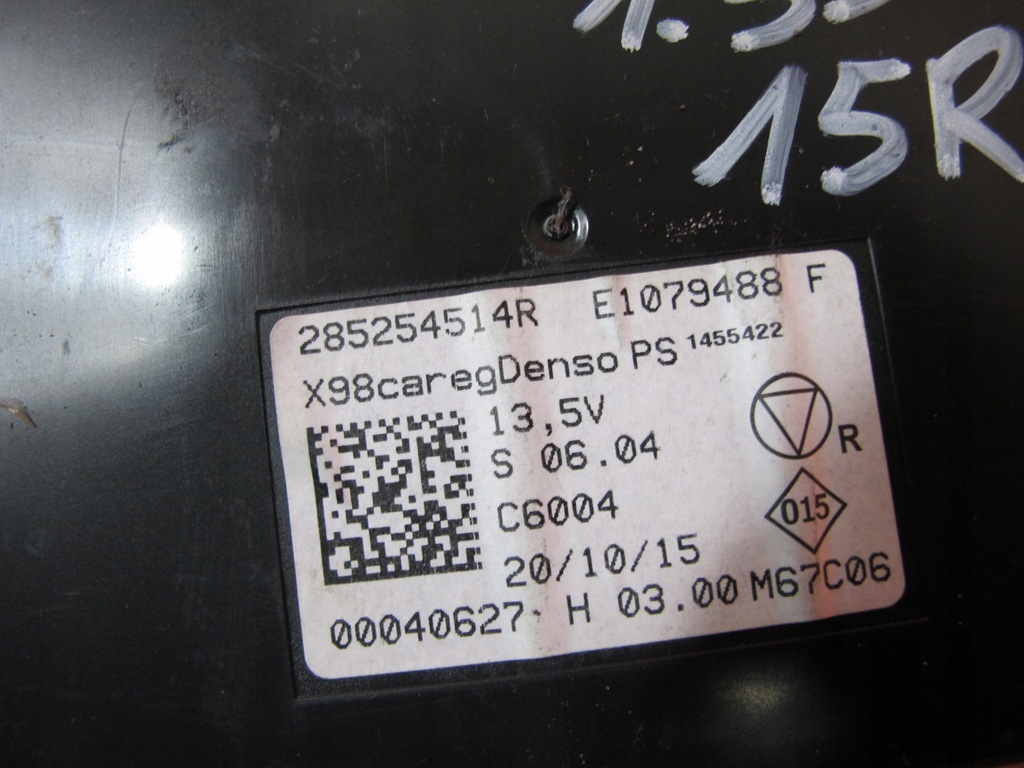 15R
285254514R E1079488 F
X98caregDenso PS 1455422
13,5V
S 06.04
R
C6004
015
20/10/15
00040627 H 03.00 M67C06